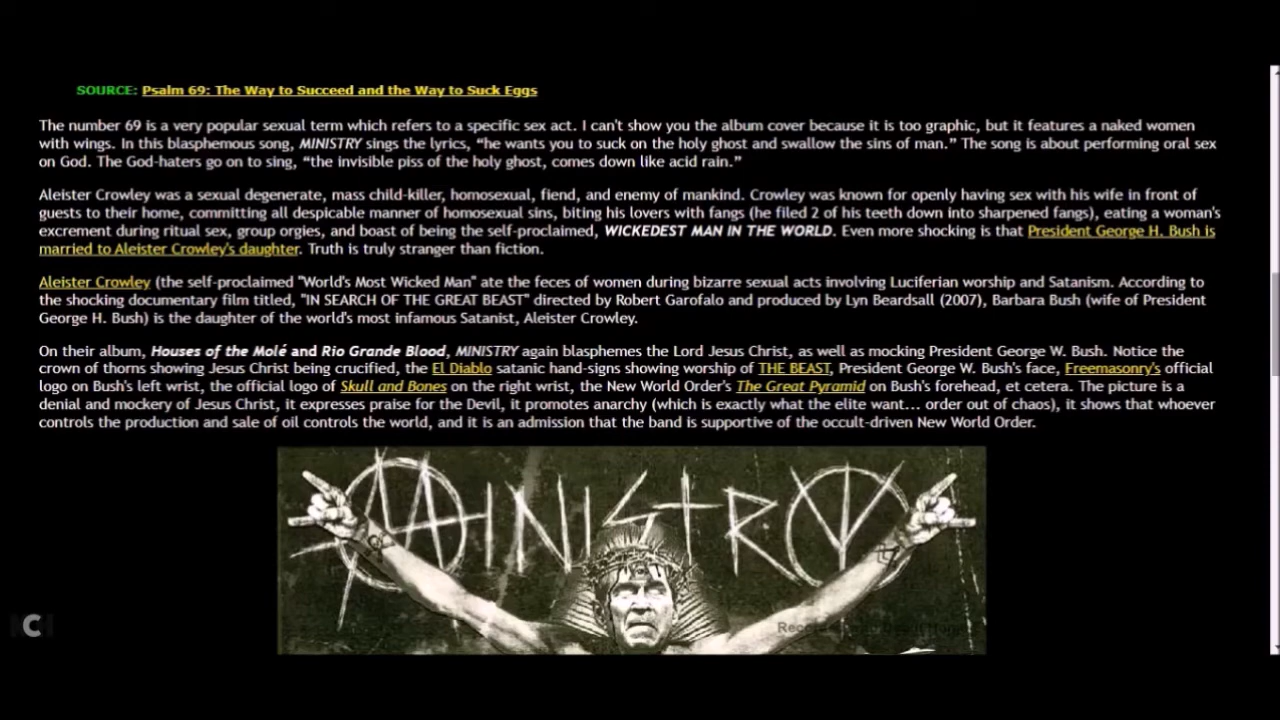 SOURCE: Psalm 69: The Way to Succeed and the Way to Suck Eggs
The number 69 is a very popular sexual term which refers to a specific sex act. I can't show you the album cover because it is too graphic, but it features a naked women
with wings. In this blasphemous song, MINISTRY sings the lyrics, “he wants you to suck on the holy ghost and swallow the sins of man.” The song is about performing oral sex
on God. The God-haters go on to sing, “the invisible piss of the holy ghost, comes down like acid rain.”
Aleister Crowley was a sexual degenerate, mass child-killer, homosexual, fiend, and enemy of mankind. Crowley was known for openly having sex with his wife in front of
guests to their home, committing all despicable manner of homosexual sins, biting his lovers with fangs (he filed 2 of his teeth down into sharpened fangs), eating a woman's
excrement during ritual sex, group orgies, and boast of being the self-proclaimed, WICKEDEST MAN IN THE WORLD. Even more shocking is that President George H. Bush is
married to Aleister Crowley's daughter. Truth is truly stranger than fiction.
Aleister Crowley (the self-proclaimed "World's Most Wicked Man" ate the feces of women during bizarre sexual acts involving Luciferian worship and Satanism. According to
the shocking documentary film titled, "IN SEARCH OF THE GREAT BEAST" directed by Robert Garofalo and produced by Lyn Beardsall (2007), Barbara Bush (wife of President
George H. Bush) is the daughter of the world's most infamous Satanist, Aleister Crowley.
On their album, Houses of the Molé and Rio Grande Blood, MINISTRY again blasphemes the Lord Jesus Christ, as well as mocking President George W. Bush. Notice the
crown of thorns showing Jesus Christ being crucified, the El Diablo satanic hand-signs showing worship of THE BEAST, President George W. Bush's face, Freemasonry's official
logo on Bush's left wrist, the official logo of Skull and Bones on the right wrist, the New World Order's The Great Pyramid on Bush's forehead, et cetera. The picture is a
denial and mockery of Jesus Christ, it expresses praise for the Devil, it promotes anarchy (which is exactly what the elite want... order out of chaos), it shows that whoever
controls the production and sale of oil controls the world, and it is an admission that the band is supportive of the occult-driven New World Order.
MINISTRY